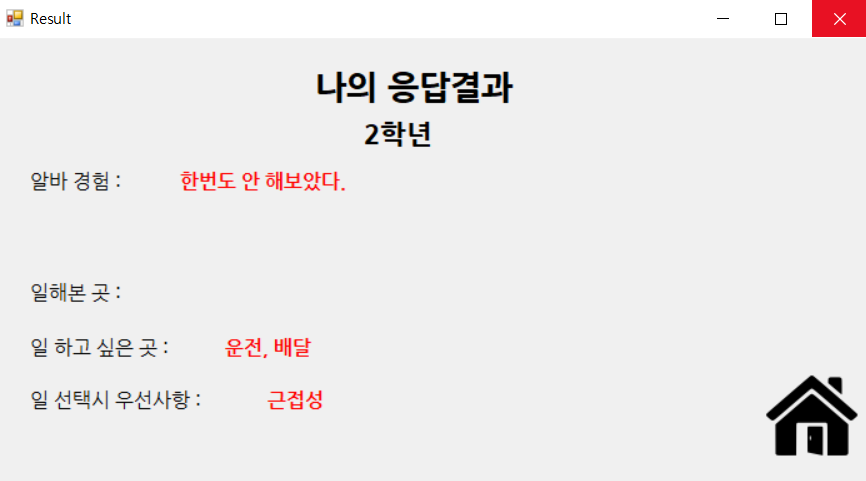 Result
나의 응답결과
2학년
알바 경험 : 한번도 안 해보았다.
일해본 곳 :
일 하고 싶은 곳 : 운전, 배달
일 선택시 우선사항 : 근접성